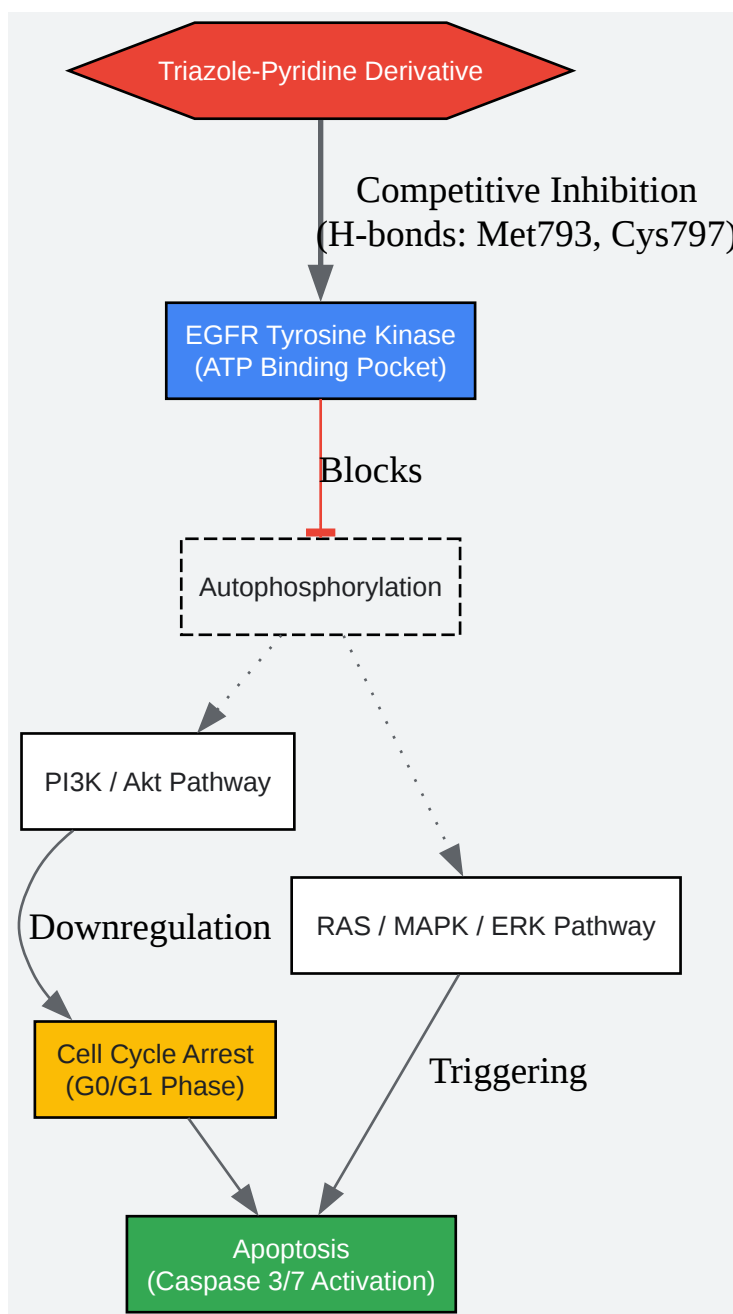 Triazole-Pyridine Derivative
Competitive Inhibition
(H-bonds: Met793, Cys797)
EGFR Tyrosine Kinase
(ATP Binding Pocket)
Blocks
Autophosphorylation
PI3K / Akt Pathway
Downregulation
RAS / MAPK / ERK Pathway
Cell Cycle Arrest
(G0/G1 Phase)
Triggering
Apoptosis
(Caspase 3/7 Activation)